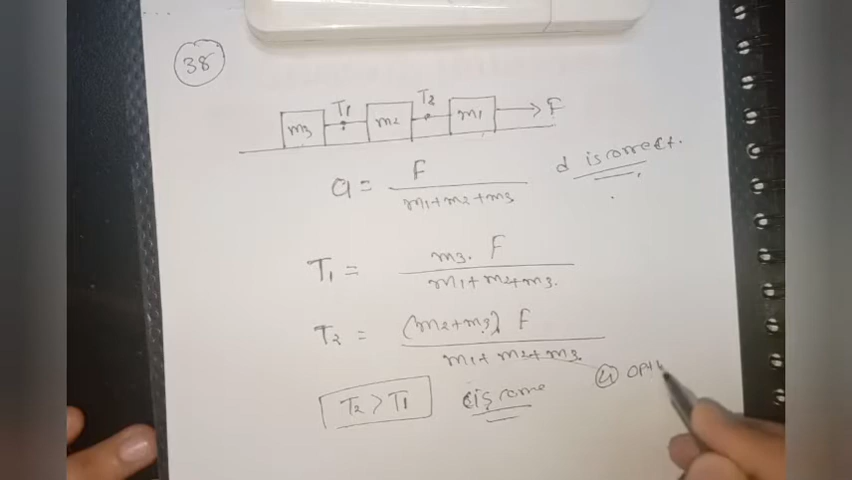 38
T1 T2
m3 m2 m1 F
a = F / m1+m2+m3
d is correct.
T1 = m3. F / m1+m2+m3.
T2 = (m2+m3) F / m1+m2+m3.
T2 > T1
c is
4